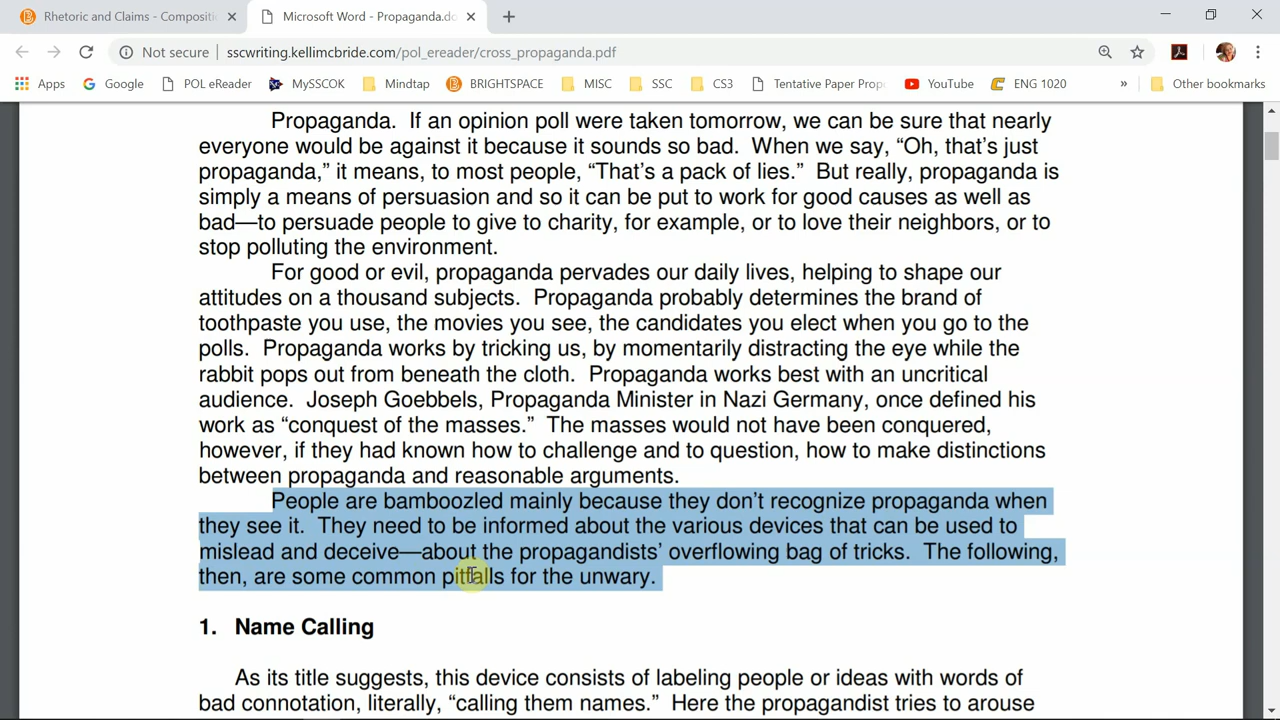 Rhetoric and Claims - Compositi
Microsoft Word - Propaganda.do
Not secure | sscwriting.kellimcbride.com/pol_ereader/cross_propaganda.pdf
Apps Google POL eReader MySSCOK Mindtap BRIGHTSPACE MISC SSC CS3 Tentative Paper Prop YouTube ENG 1020 » Other bookmarks
Propaganda. If an opinion poll were taken tomorrow, we can be sure that nearly
everyone would be against it because it sounds so bad. When we say, “Oh, that’s just
propaganda,” it means, to most people, “That’s a pack of lies.” But really, propaganda is
simply a means of persuasion and so it can be put to work for good causes as well as
bad—to persuade people to give to charity, for example, or to love their neighbors, or to
stop polluting the environment.
For good or evil, propaganda pervades our daily lives, helping to shape our
attitudes on a thousand subjects. Propaganda probably determines the brand of
toothpaste you use, the movies you see, the candidates you elect when you go to the
polls. Propaganda works by tricking us, by momentarily distracting the eye while the
rabbit pops out from beneath the cloth. Propaganda works best with an uncritical
audience. Joseph Goebbels, Propaganda Minister in Nazi Germany, once defined his
work as “conquest of the masses.” The masses would not have been conquered,
however, if they had known how to challenge and to question, how to make distinctions
between propaganda and reasonable arguments.
People are bamboozled mainly because they don’t recognize propaganda when
they see it. They need to be informed about the various devices that can be used to
mislead and deceive—about the propagandists’ overflowing bag of tricks. The following,
then, are some common pitfalls for the unwary.
1. Name Calling
As its title suggests, this device consists of labeling people or ideas with words of
bad connotation, literally, “calling them names.” Here the propagandist tries to arouse